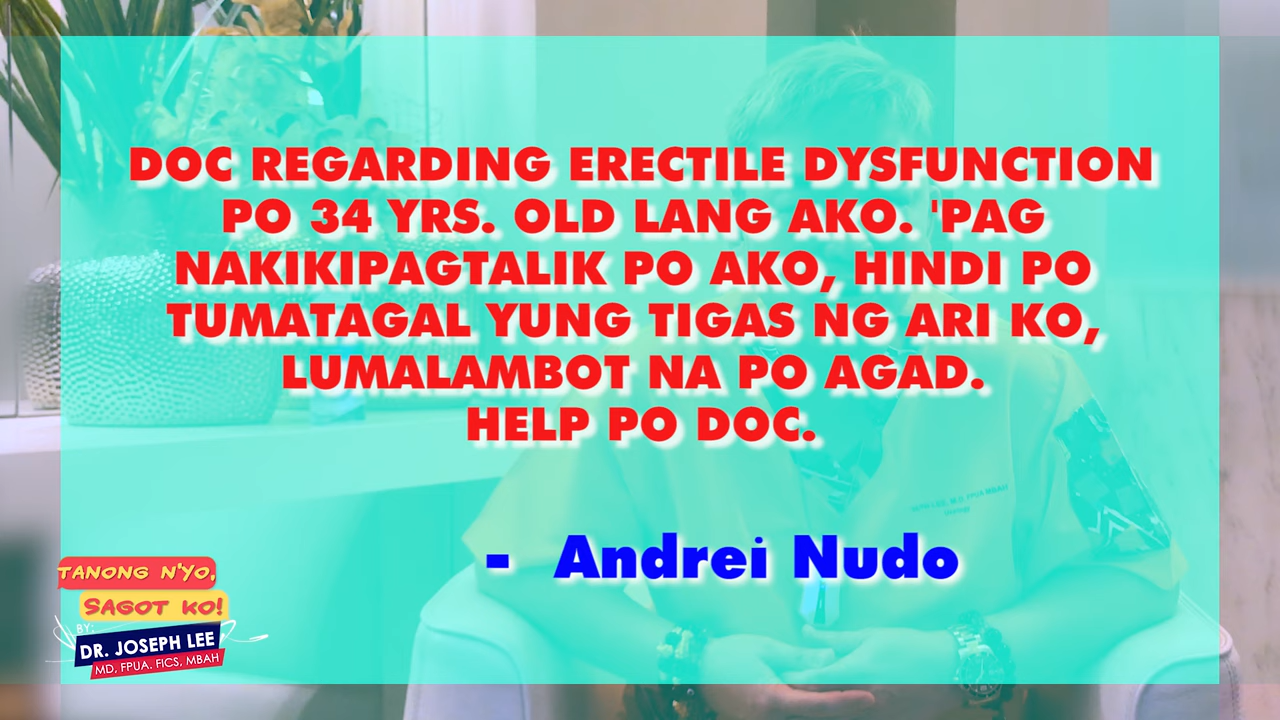 DOC REGARDING ERECTILE DYSFUNCTION
PO 34 YRS. OLD LANG AKO. 'PAG
NAKIKIPAGTALIK PO AKO, HINDI PO
TUMATAGAL YUNG TIGAS NG ARI KO,
LUMALAMBOT NA PO AGAD.
HELP PO DOC.
- Andrei Nudo
TANONG N'YO,
SAGOT KO!
BY:
DR. JOSEPH LEE
MD, FPUA. FICS, MBAH